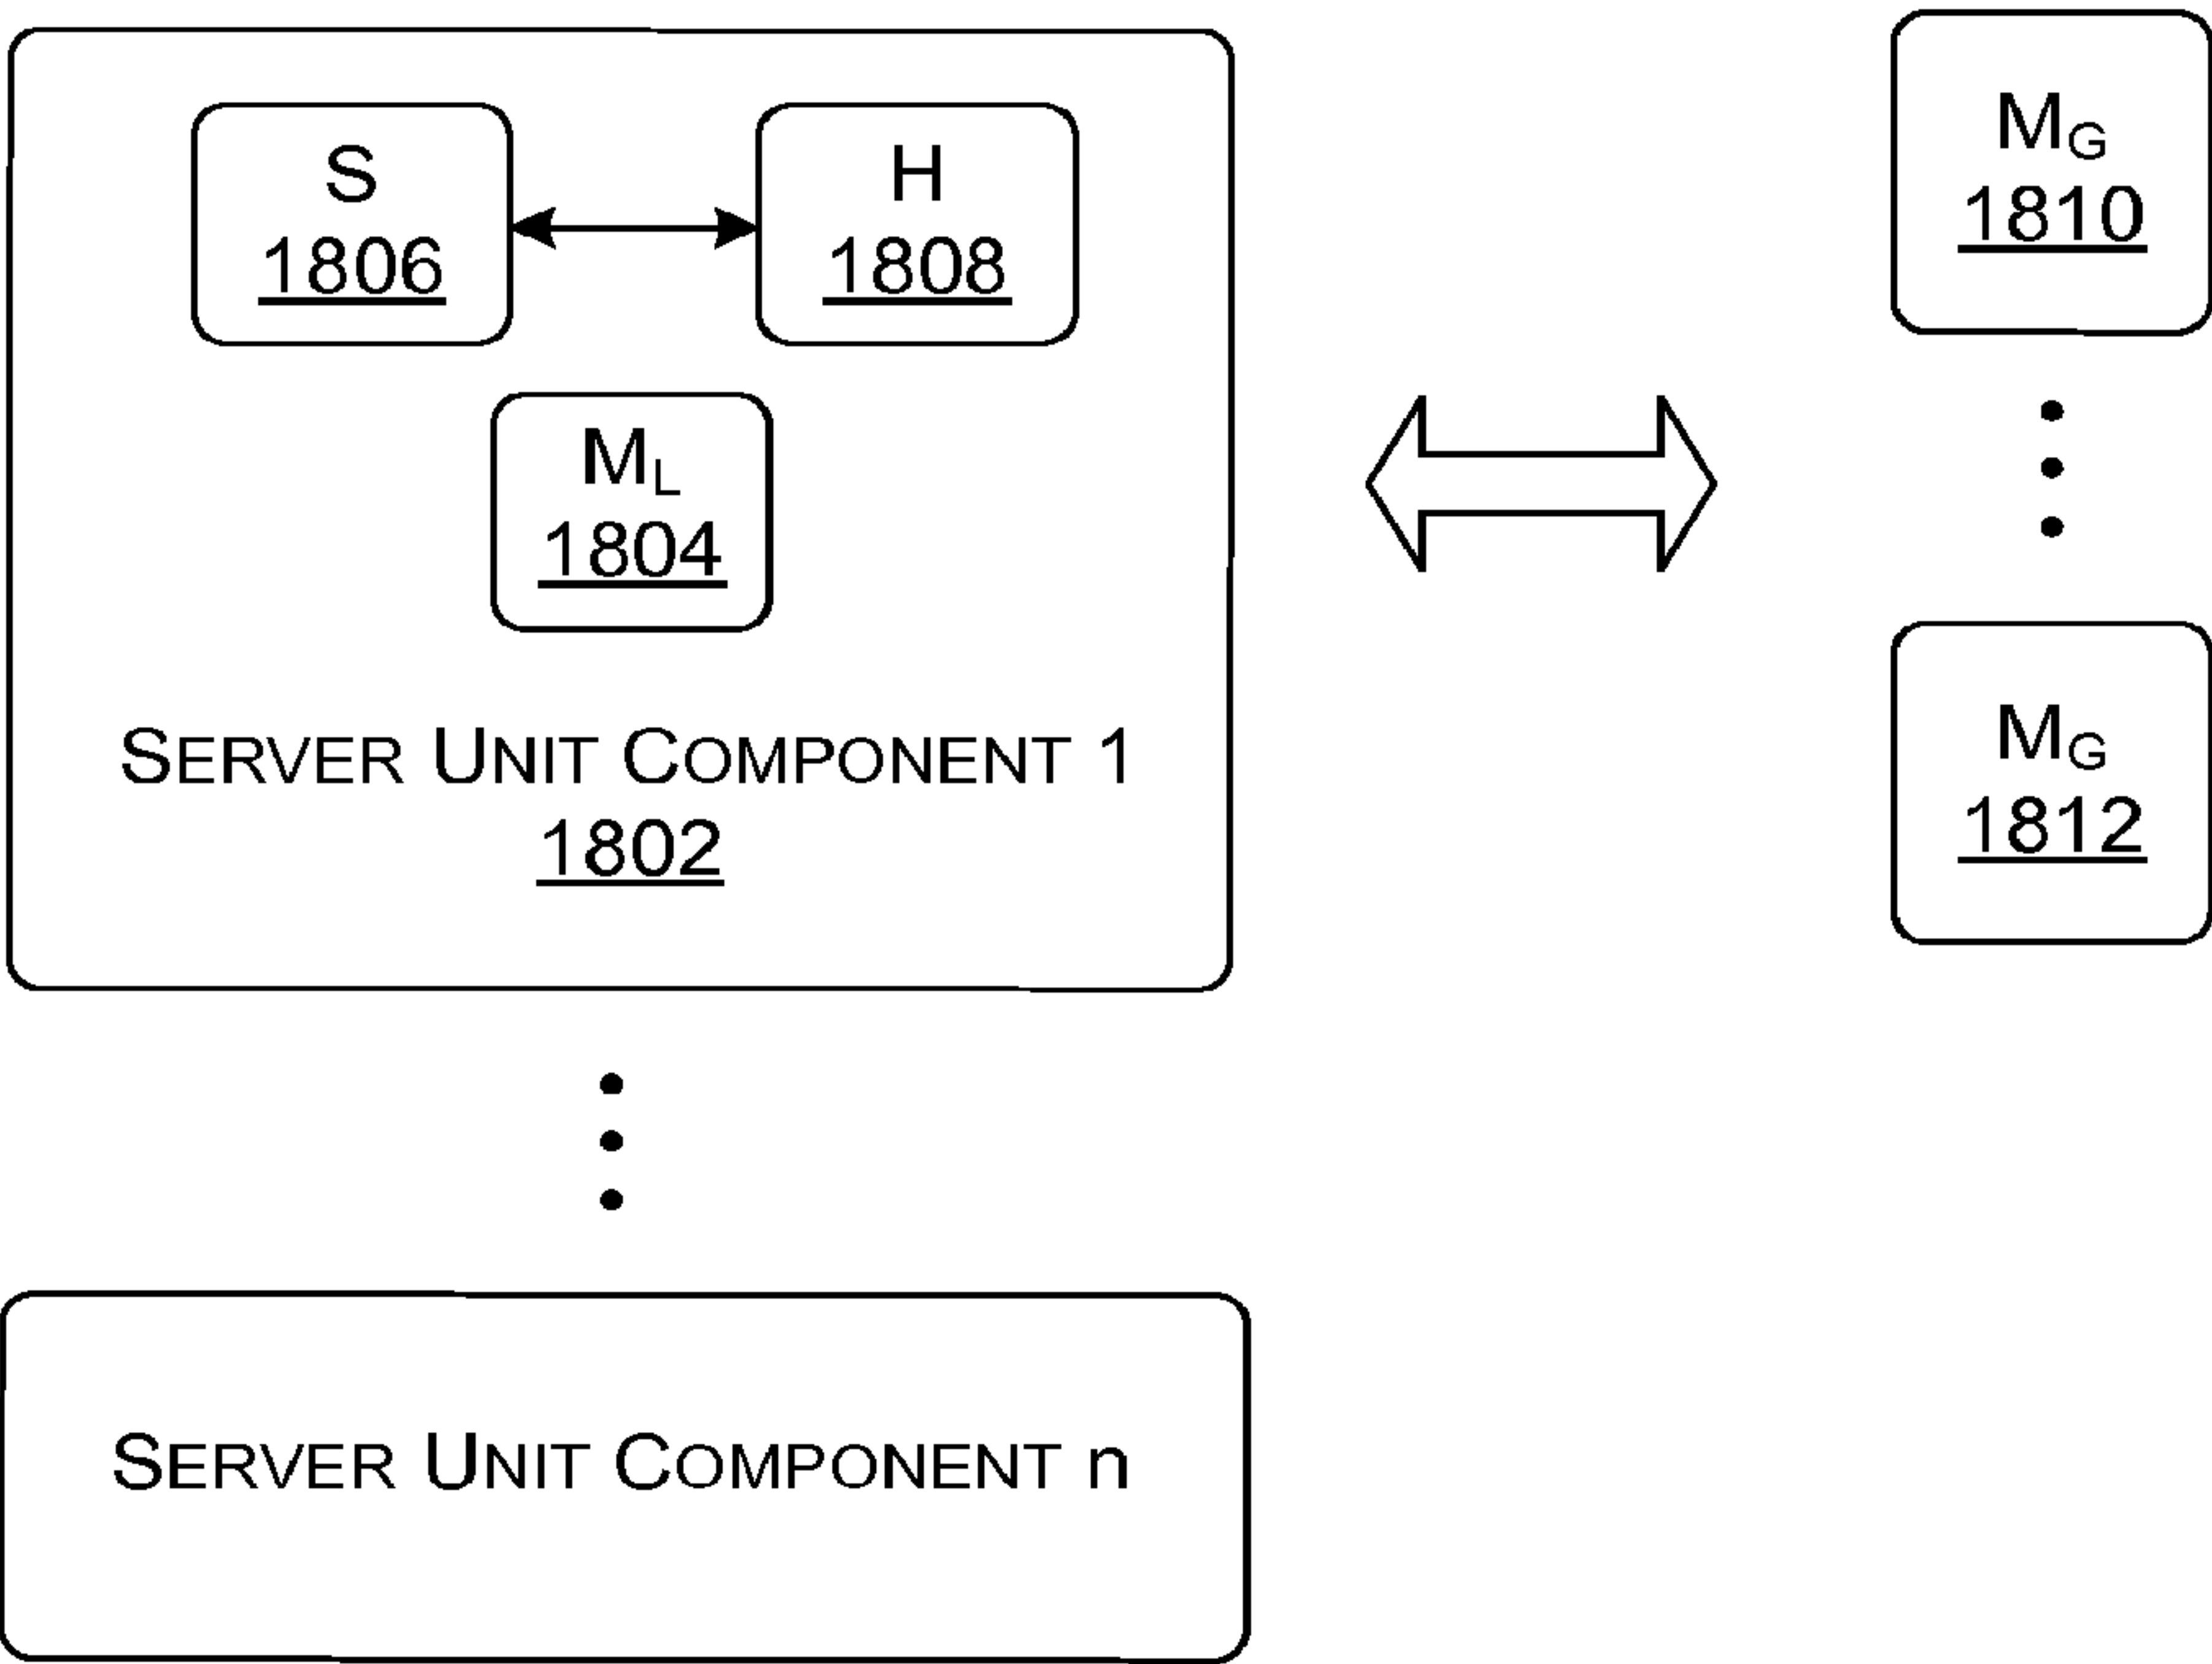 S
1806
H
1808
ML
1804
SERVER UNIT COMPONENT 1
1802
MG
1810
MG
1812
SERVER UNIT COMPONENT n